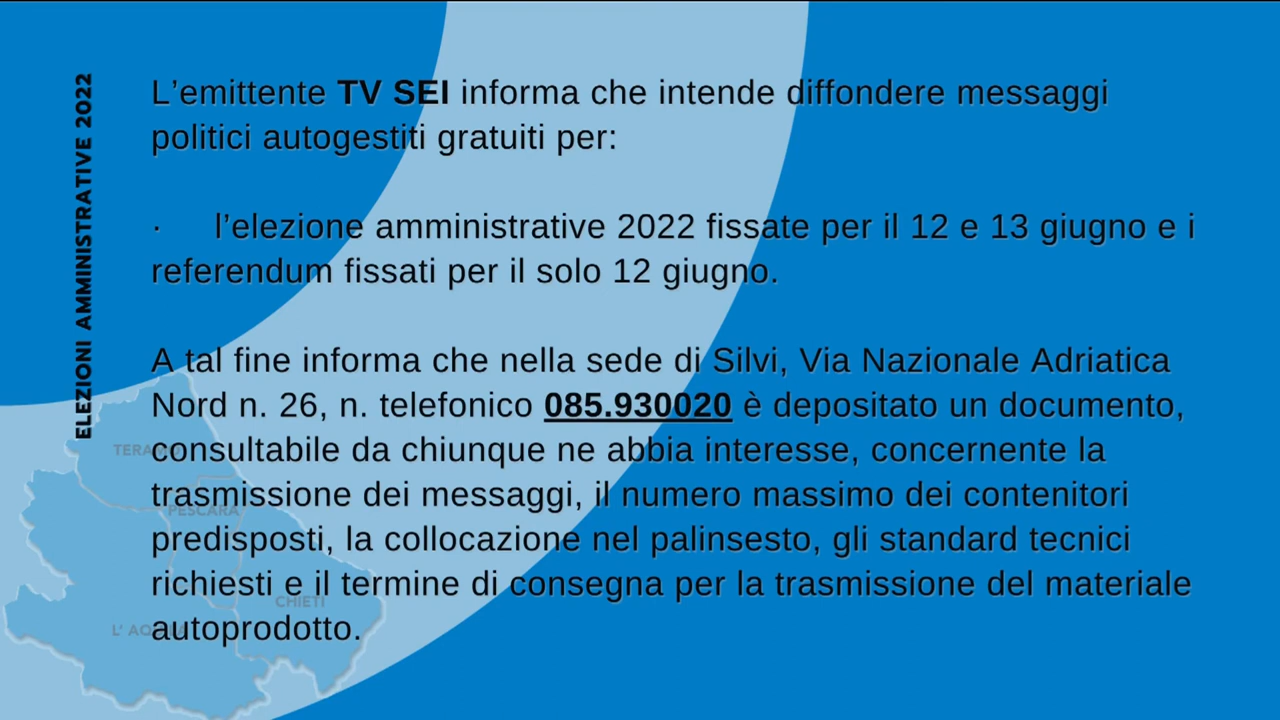 ELEZIONI AMMINISTRATIVE 2022
L’emittente TV SEI informa che intende diffondere messaggi
politici autogestiti gratuiti per:
· l’elezione amministrative 2022 fissate per il 12 e 13 giugno e i
referendum fissati per il solo 12 giugno.
A tal fine informa che nella sede di Silvi, Via Nazionale Adriatica
Nord n. 26, n. telefonico 085.930020 è depositato un documento,
consultabile da chiunque ne abbia interesse, concernente la
trasmissione dei messaggi, il numero massimo dei contenitori
predisposti, la collocazione nel palinsesto, gli standard tecnici
richiesti e il termine di consegna per la trasmissione del materiale
autoprodotto.
PESCARA
CHIETI